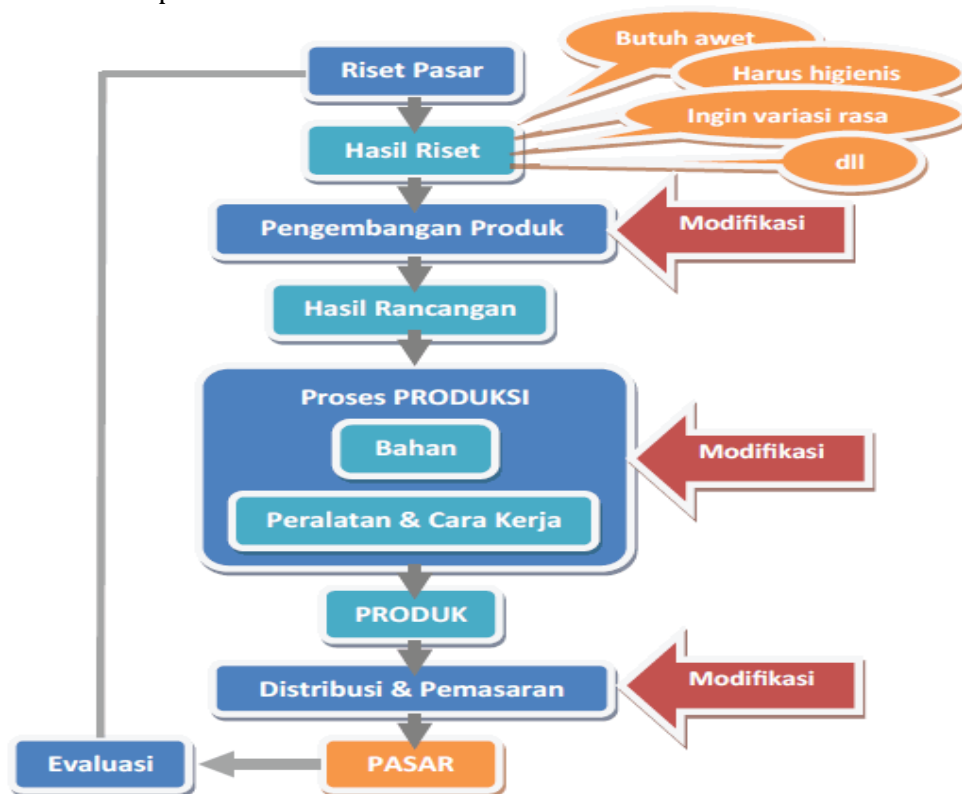 Riset Pasar
Butuh awet
Harus higienis
Hasil Riset
Ingin variasi rasa
dll
Pengembangan Produk
Modifikasi
Hasil Rancangan
Proses PRODUKSI
Bahan
Modifikasi
Peralatan & Cara Kerja
PRODUK
Distribusi & Pemasaran
Modifikasi
Evaluasi
PASAR